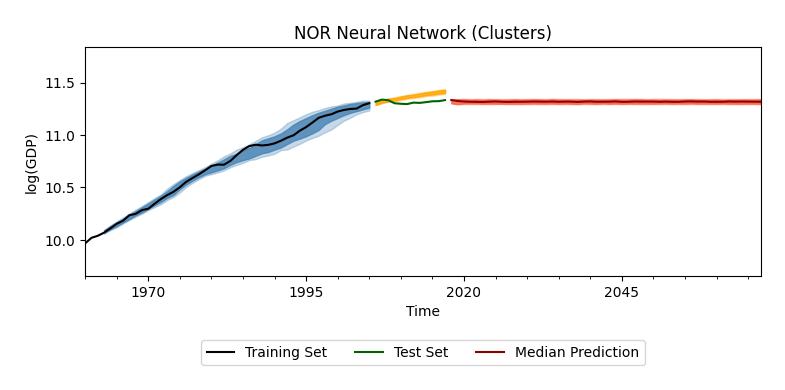 NOR Neural Network (Clusters)
11.5
11.0
10.5
10.0
log(GDP)
1970 1995 2020 2045
Time
Training Set Test Set Median Prediction